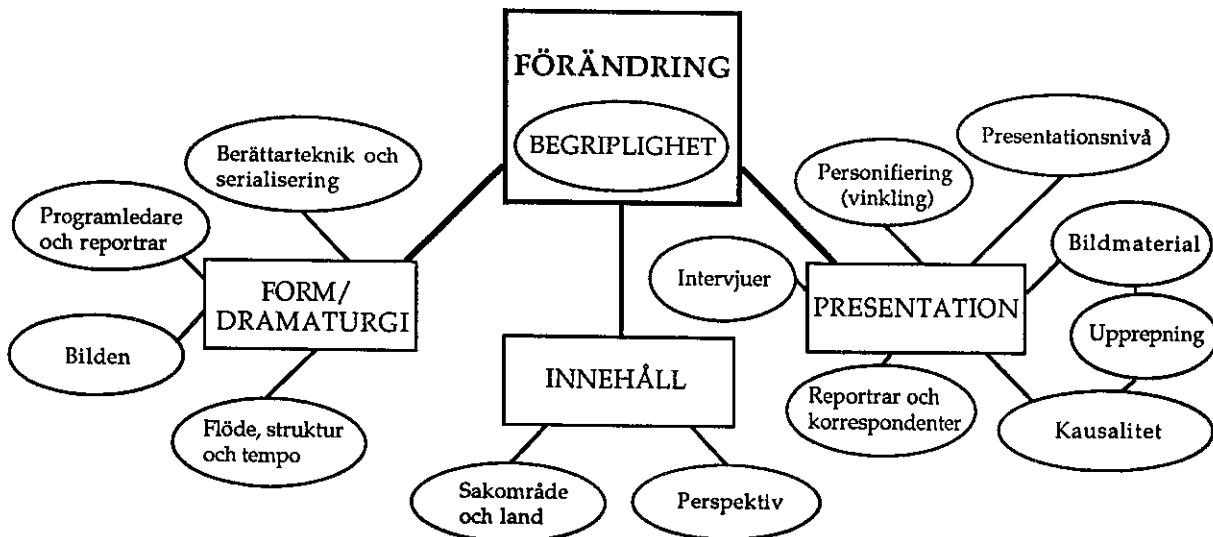 FÖRÄNDRING
BEGRIPLIGHET
Berättarteknik och
serialisering
Programledare
och reportrar
FORM/
DRAMATURGI
Bilden
Flöde, struktur
och tempo
INNEHÅLL
Sakområde
och land
Perspektiv
Presentationsnivå
Personifiering
(vinkling)
Bildmaterial
Intervjuer
PRESENTATION
Upprepning
Reportrar och
korrespondenter
Kausalitet